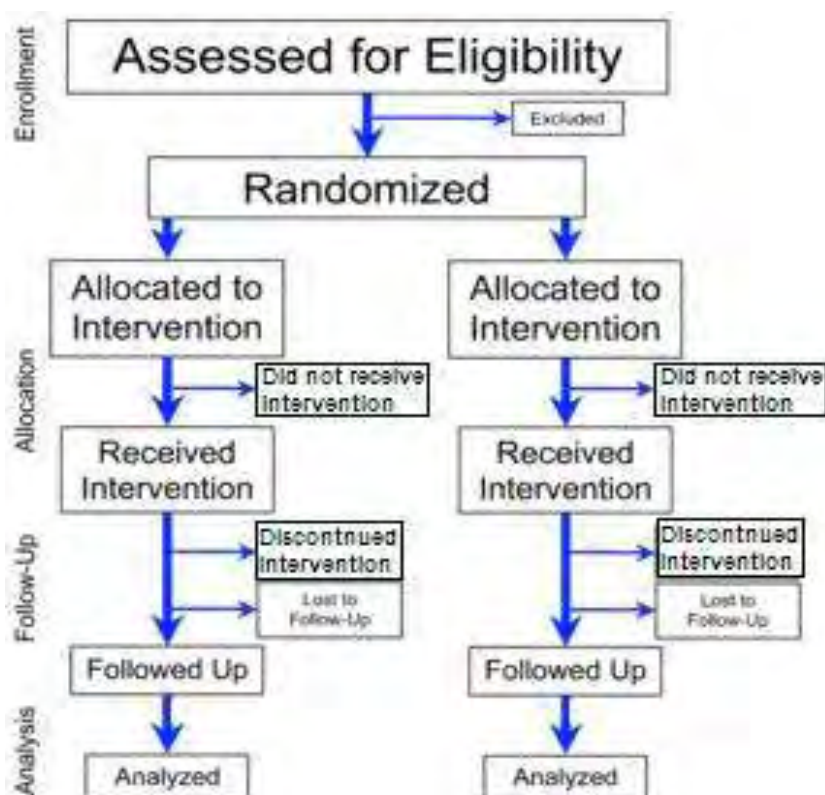 Enrollment
Assessed for Eligibility
Excluded
Randomized
Allocated to
Intervention
Allocated to
Intervention
Allocation
Did not receive
Intervention
Did not receive
Intervention
Received
Intervention
Received
Intervention
Follow-Up
Discontnued
Intervention
Discontnued
Intervention
Lost to
Follow-Up
Lost to
Follow-Up
Followed Up
Followed Up
Analysis
Analyzed
Analyzed